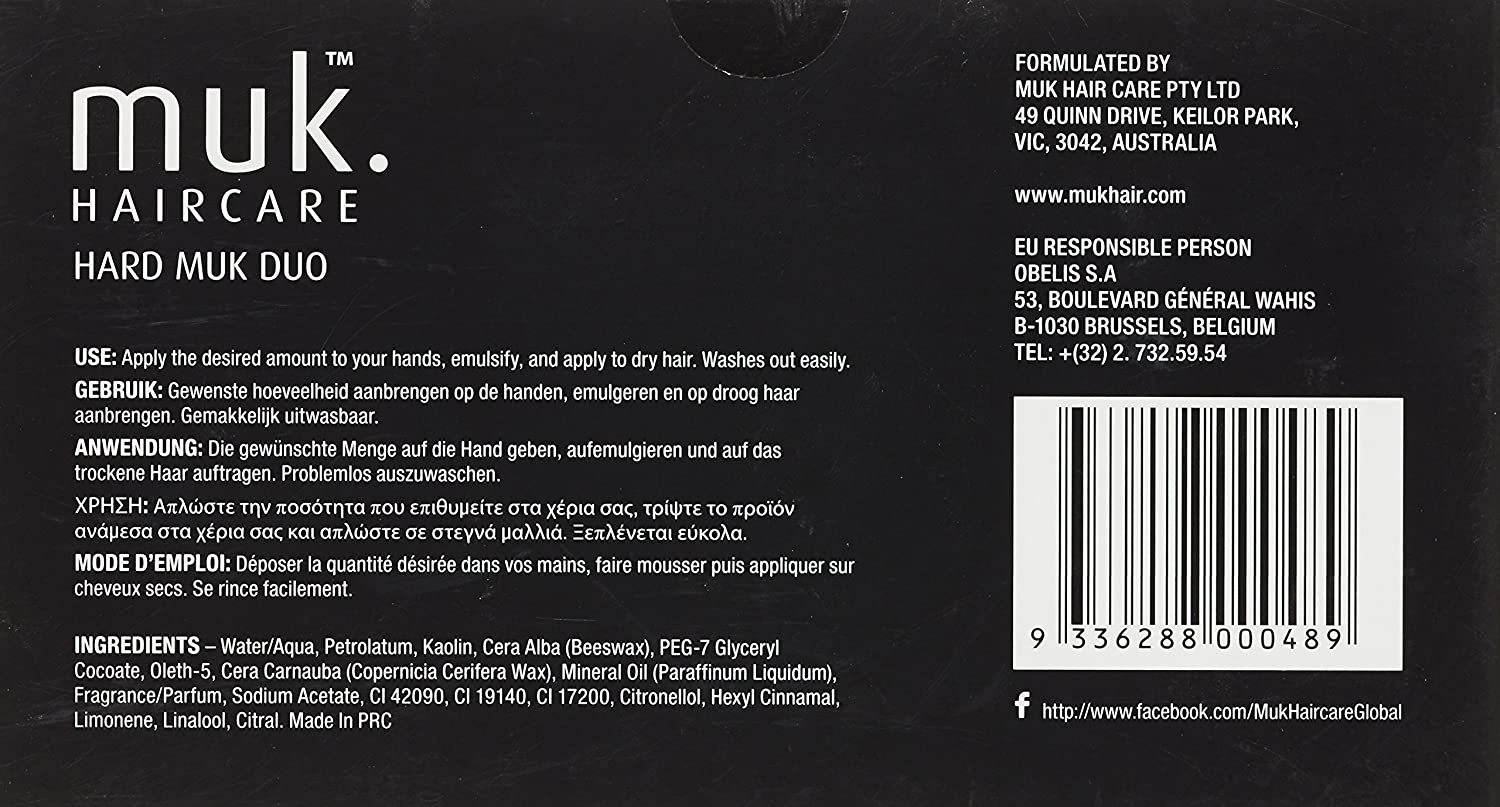 muk.™
HAIRCARE
HARD MUK DUO
USE: Apply the desired amount to your hands, emulsify, and apply to dry hair. Washes out easily.
GEBRUIK: Gewenste hoeveelheid aanbrengen op de handen, emulgeren en op droog haar
aanbrengen. Gemakkelijk uitwasbaar.
ANWENDUNG: Die gewünschte Menge auf die Hand geben, aufemulgieren und auf das
trockene Haar auftragen. Problemlos auszuwaschen.
ΧΡΗΣΗ: Απλώστε την ποσότητα που επιθυμείτε στα χέρια σας, τρίψτε το προϊόν
ανάμεσα στα χέρια σας και απλώστε σε στεγνά μαλλιά. Ξεπλένεται εύκολα.
MODE D'EMPLOI: Déposer la quantité désirée dans vos mains, faire mousser puis appliquer sur
cheveux secs. Se rince facilement.
INGREDIENTS – Water/Aqua, Petrolatum, Kaolin, Cera Alba (Beeswax), PEG-7 Glyceryl
Cocoate, Oleth-5, Cera Carnauba (Copernicia Cerifera Wax), Mineral Oil (Paraffinum Liquidum),
Fragrance/Parfum, Sodium Acetate, CI 42090, CI 19140, CI 17200, Citronellol, Hexyl Cinnamal,
Limonene, Linalool, Citral. Made In PRC
FORMULATED BY
MUK HAIR CARE PTY LTD
49 QUINN DRIVE, KEILOR PARK,
VIC, 3042, AUSTRALIA
www.mukhair.com
EU RESPONSIBLE PERSON
OBELIS S.A
53, BOULEVARD GÉNÉRAL WAHIS
B-1030 BRUSSELS, BELGIUM
TEL: +(32) 2. 732.59.54
9 336288 000489
f http://www.facebook.com/MukHaircareGlobal